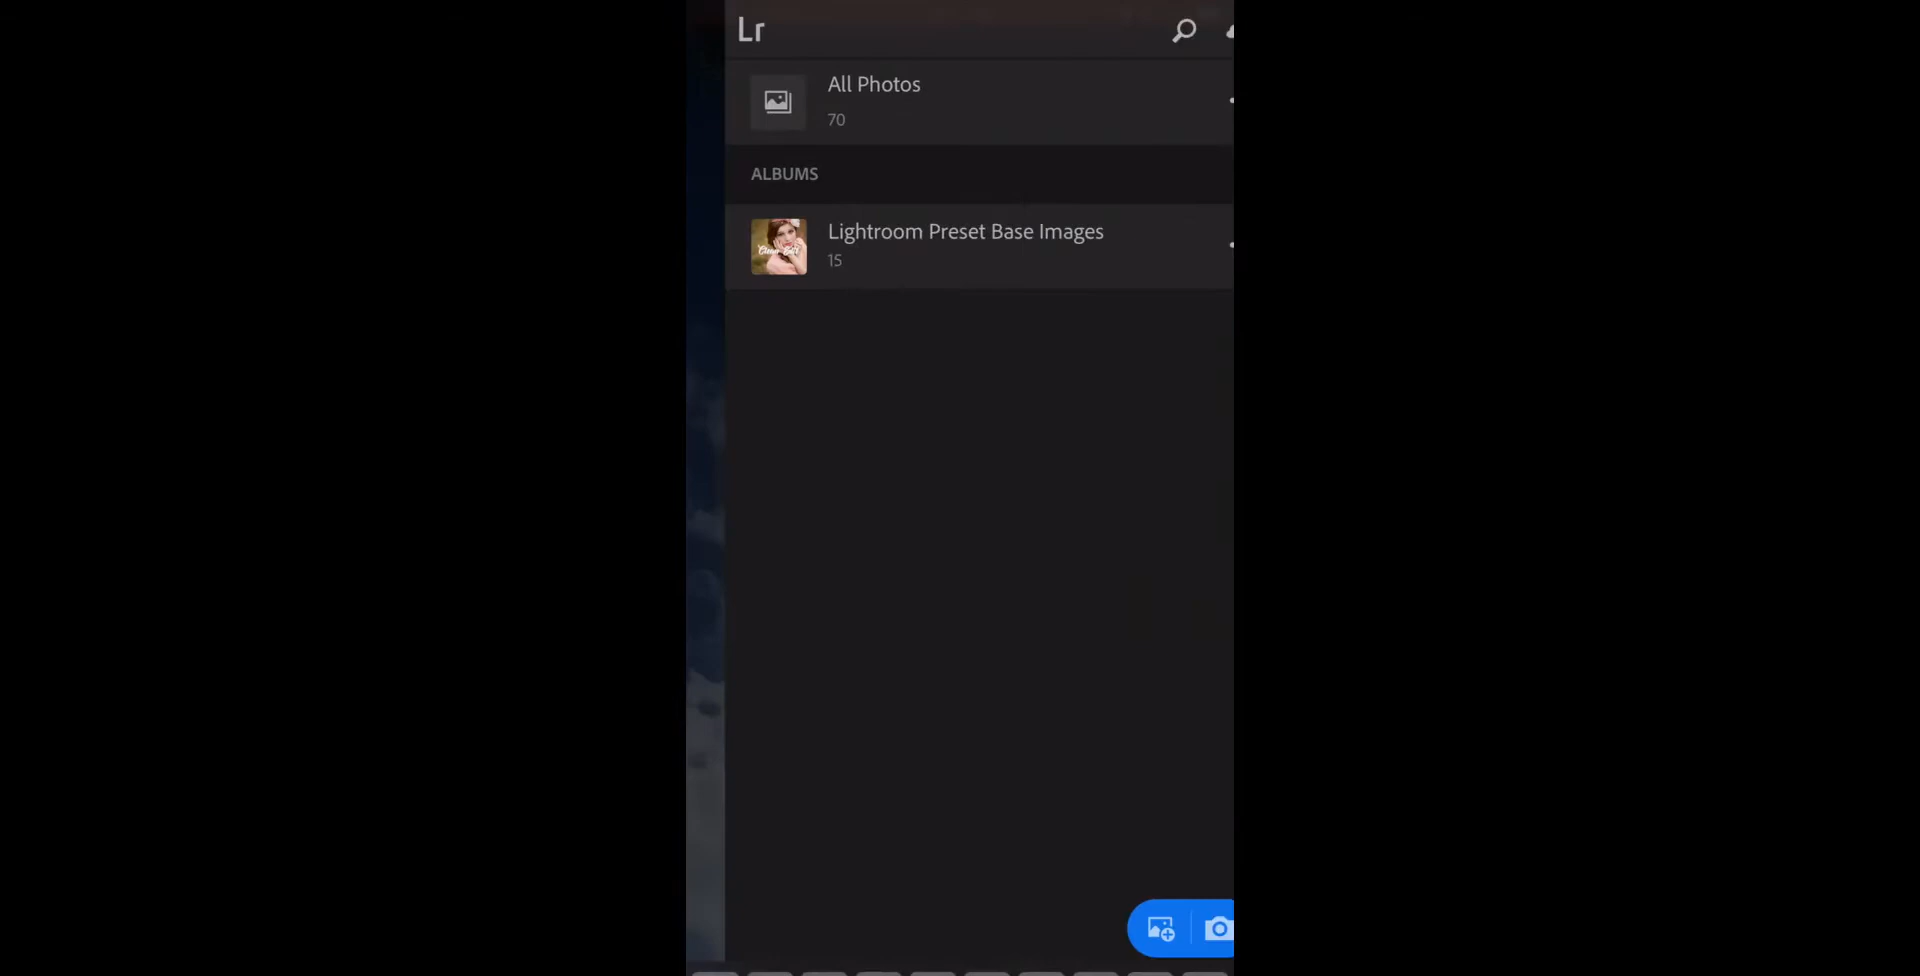 Lr
All Photos
70
ALBUMS
Lightroom Preset Base Images
15